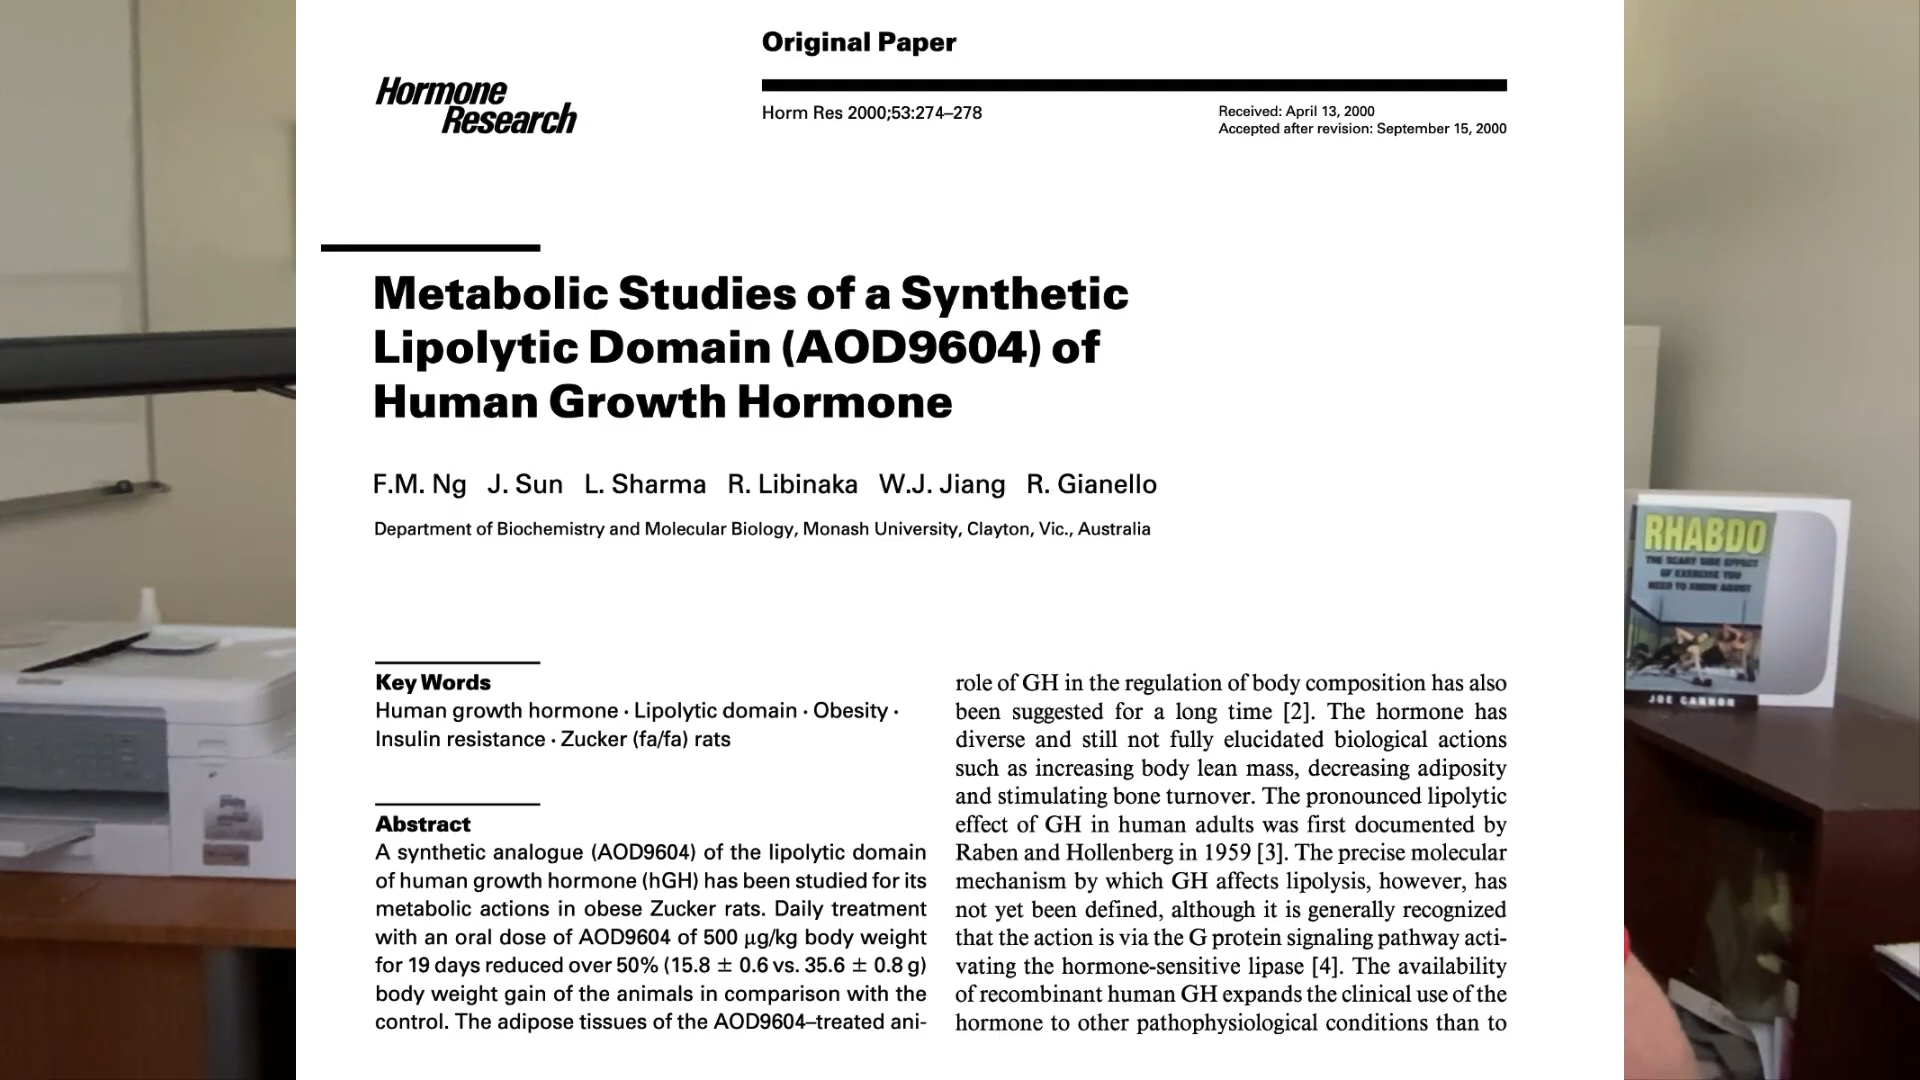 Original Paper
Hormone
Research
Horm Res 2000;53:274–278
Received: April 13, 2000
Accepted after revision: September 15, 2000
Metabolic Studies of a Synthetic
Lipolytic Domain (AOD9604) of
Human Growth Hormone
F.M. Ng J. Sun L. Sharma R. Libinaka W.J. Jiang R. Gianello
Department of Biochemistry and Molecular Biology, Monash University, Clayton, Vic., Australia
Key Words
Human growth hormone · Lipolytic domain · Obesity ·
Insulin resistance · Zucker (fa/fa) rats
Abstract
A synthetic analogue (AOD9604) of the lipolytic domain
of human growth hormone (hGH) has been studied for its
metabolic actions in obese Zucker rats. Daily treatment
with an oral dose of AOD9604 of 500 μg/kg body weight
for 19 days reduced over 50% (15.8 ± 0.6 vs. 35.6 ± 0.8 g)
body weight gain of the animals in comparison with the
control. The adipose tissues of the AOD9604–treated ani-
role of GH in the regulation of body composition has also
been suggested for a long time [2]. The hormone has
diverse and still not fully elucidated biological actions
such as increasing body lean mass, decreasing adiposity
and stimulating bone turnover. The pronounced lipolytic
effect of GH in human adults was first documented by
Raben and Hollenberg in 1959 [3]. The precise molecular
mechanism by which GH affects lipolysis, however, has
not yet been defined, although it is generally recognized
that the action is via the G protein signaling pathway acti-
vating the hormone-sensitive lipase [4]. The availability
of recombinant human GH expands the clinical use of the
hormone to other pathophysiological conditions than to
RHABDO
THE SCARY SIDE EFFECT
OF EXERCISE YOU
NEED TO KNOW ABOUT
JOE CANNON